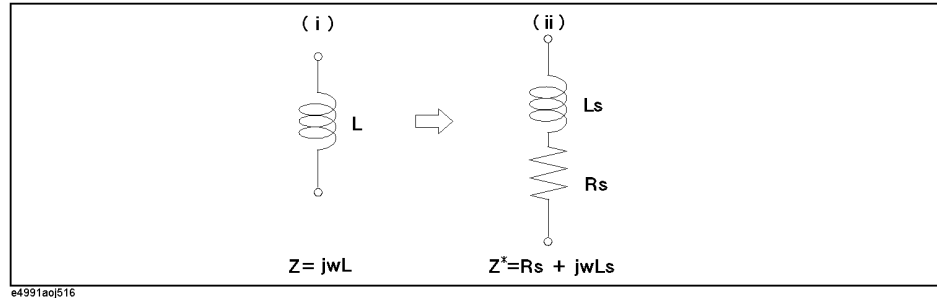 ( i )
( ii )
L
Ls
Rs
Z= jwL
Z*=Rs + jwLs
e4991aoj516